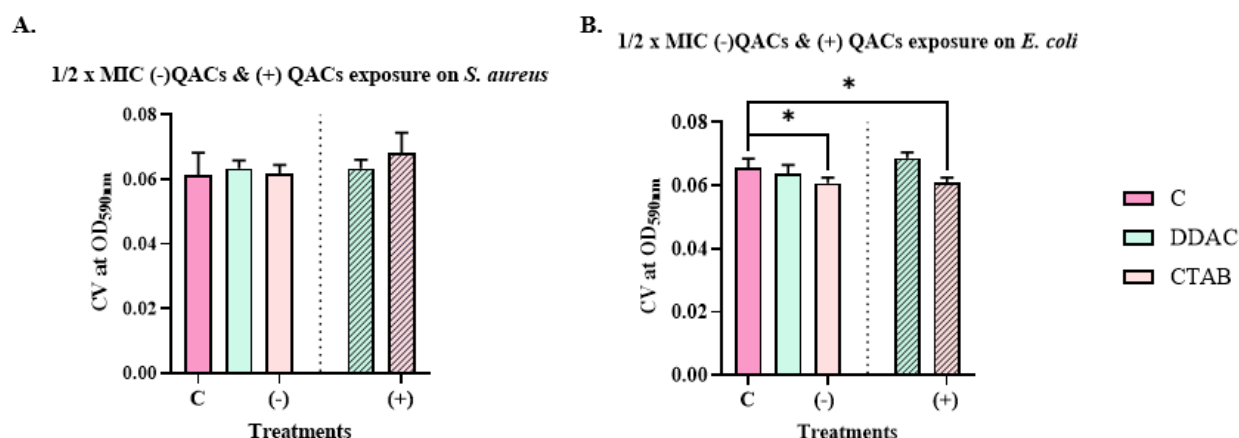 A.
1/2 x MIC (-)QACs & (+) QACs exposure on S. aureus
CV at OD590nm
0.08
0.06
0.04
0.02
0.00
C
(-)
(+)
Treatments
B.
1/2 x MIC (-)QACs & (+) QACs exposure on E. coli
*
*
CV at OD590nm
0.08
0.06
0.04
0.02
0.00
C
(-)
(+)
Treatments
C
DDAC
CTAB